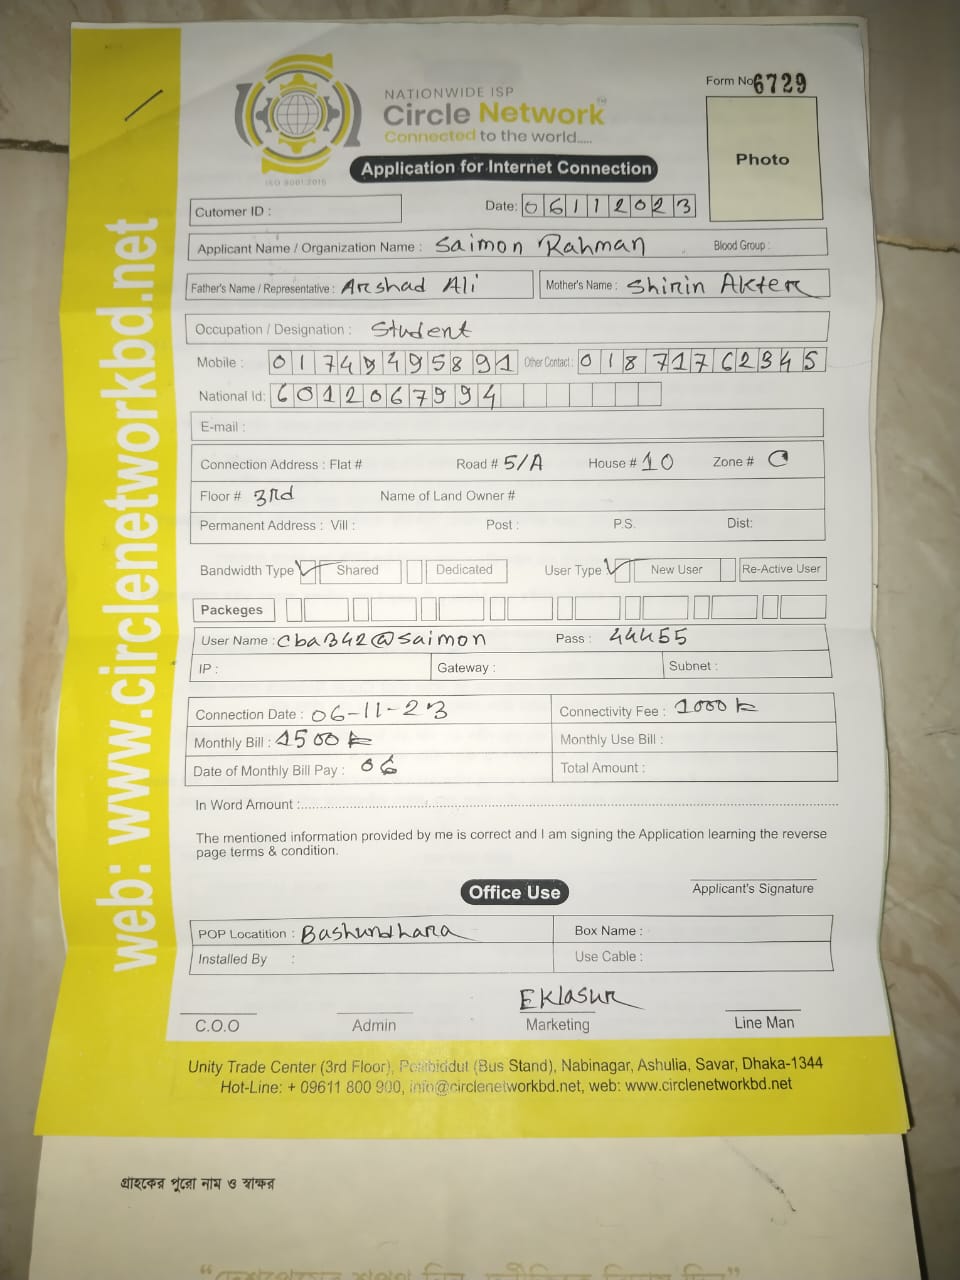 NATIONWIDE ISP
Circle Network™
Connected to the world.....
ISO 9001:2015
Form No 6729
Photo
Application for Internet Connection
Cutomer ID :
Date: 06112023
Applicant Name / Organization Name : Saimon Rahman Blood Group :
Father's Name / Representative : Arshad Ali Mother's Name : Shirin Akter
Occupation / Designation : Student
Mobile : 01749495891 Other Contact : 01871762345
National Id: 6012067994
E-mail :
Connection Address : Flat # Road # 5/A House # 10 Zone # C
Floor # 3rd Name of Land Owner #
Permanent Address : Vill : Post : P.S. Dist:
Bandwidth Type Shared Dedicated User Type New User Re-Active User
Packeges
User Name : cba342@saimon Pass : 44455
IP : Gateway : Subnet :
Connection Date : 06-11-23 Connectivity Fee : 1000 tk
Monthly Bill : 1500 tk Monthly Use Bill :
Date of Monthly Bill Pay : 06 Total Amount :
In Word Amount :
The mentioned information provided by me is correct and I am signing the Application learning the reverse
page terms & condition.
Office Use
Applicant's Signature
POP Locatition : Bashundhara Box Name :
Installed By : Use Cable :
Eklasur
C.O.O Admin Marketing Line Man
Unity Trade Center (3rd Floor), Pollibiddut (Bus Stand), Nabinagar, Ashulia, Savar, Dhaka-1344
Hot-Line: + 09611 800 900, info@circlenetworkbd.net, web: www.circlenetworkbd.net
web: www.circlenetworkbd.net
গ্রাহকের পুরো নাম ও স্বাক্ষর